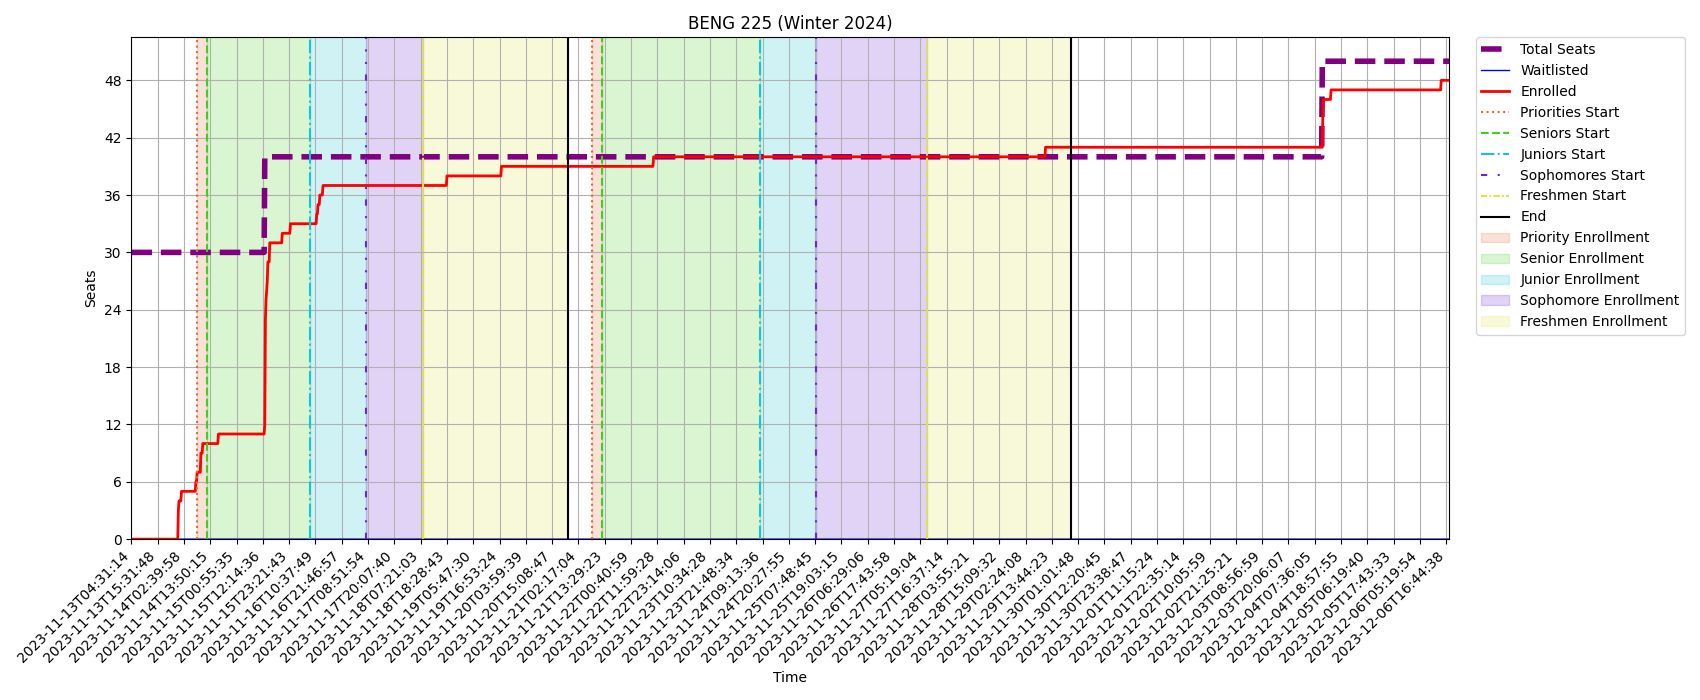 BENG 225 (Winter 2024)
Seats
48
42
36
30
24
18
12
6
0
2023-11-13T04:31:14
2023-11-13T15:31:48
2023-11-14T02:39:58
2023-11-14T13:50:15
2023-11-15T00:55:35
2023-11-15T12:14:36
2023-11-15T23:21:43
2023-11-16T10:37:49
2023-11-16T21:46:57
2023-11-17T08:51:54
2023-11-17T20:07:40
2023-11-18T07:21:03
2023-11-18T18:28:43
2023-11-19T05:47:30
2023-11-19T16:53:24
2023-11-20T03:59:39
2023-11-20T15:08:47
2023-11-21T02:17:04
2023-11-21T13:29:23
2023-11-22T00:40:59
2023-11-22T11:59:28
2023-11-22T23:14:06
2023-11-23T10:34:28
2023-11-23T21:48:34
2023-11-24T09:13:36
2023-11-24T20:27:55
2023-11-25T07:48:45
2023-11-25T19:03:15
2023-11-26T06:29:06
2023-11-26T17:43:58
2023-11-27T05:19:04
2023-11-27T16:37:14
2023-11-28T03:55:21
2023-11-28T15:09:32
2023-11-29T02:24:08
2023-11-29T13:44:23
2023-11-30T01:01:48
2023-11-30T12:20:45
2023-11-30T23:38:47
2023-12-01T11:15:24
2023-12-01T22:35:14
2023-12-02T10:05:59
2023-12-02T21:25:21
2023-12-03T08:56:59
2023-12-03T20:06:07
2023-12-04T07:36:05
2023-12-04T18:57:55
2023-12-05T06:19:40
2023-12-05T17:43:33
2023-12-06T05:19:54
2023-12-06T16:44:38
Time
Total Seats
Waitlisted
Enrolled
Priorities Start
Seniors Start
Juniors Start
Sophomores Start
Freshmen Start
End
Priority Enrollment
Senior Enrollment
Junior Enrollment
Sophomore Enrollment
Freshmen Enrollment